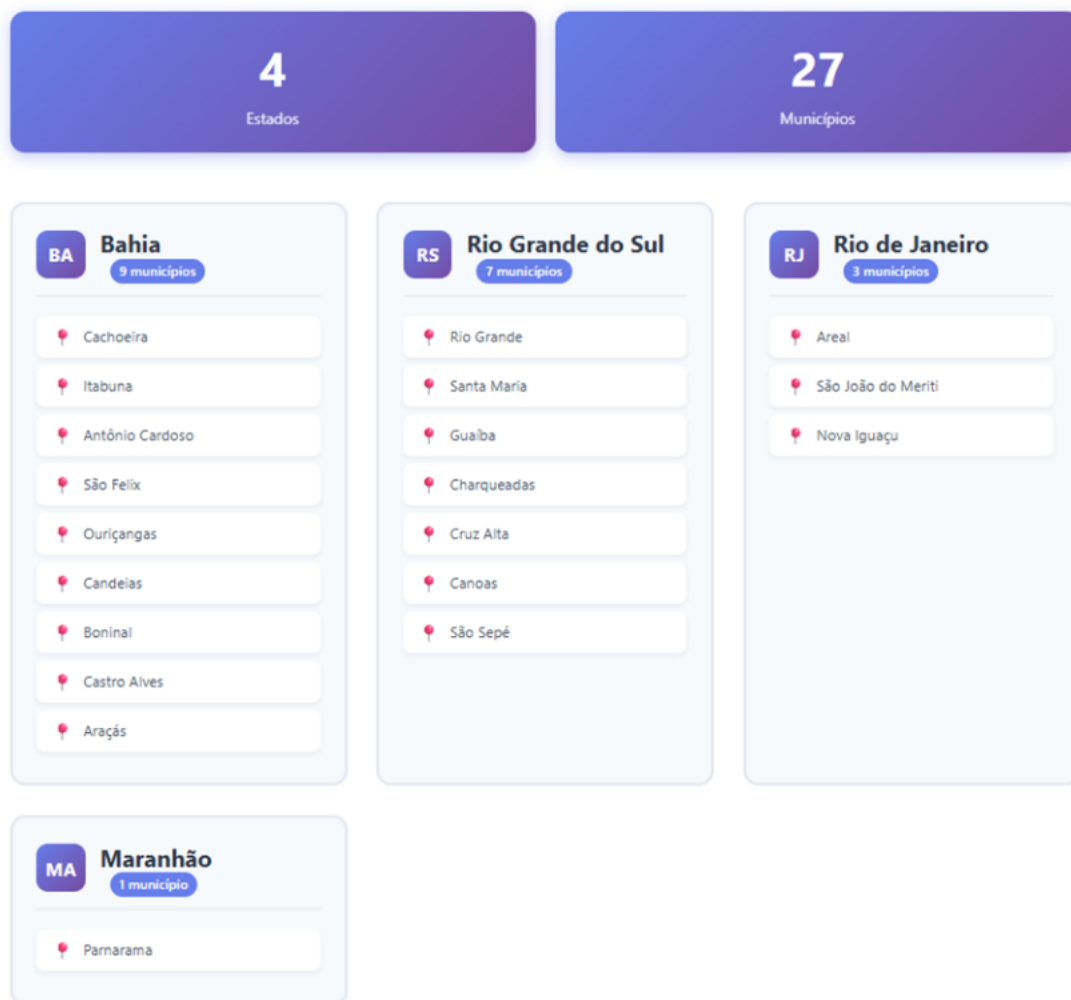 4
Estados
27
Municípios
BA
Bahia
9 municípios
Cachoeira
Itabuna
Antônio Cardoso
São Felix
Ouriçangas
Candeias
Boninal
Castro Alves
Araçás
RS
Rio Grande do Sul
7 municípios
Rio Grande
Santa Maria
Guaíba
Charqueadas
Cruz Alta
Canoas
São Sepé
RJ
Rio de Janeiro
3 municípios
Areal
São João do Meriti
Nova Iguaçu
MA
Maranhão
1 município
Parnarama